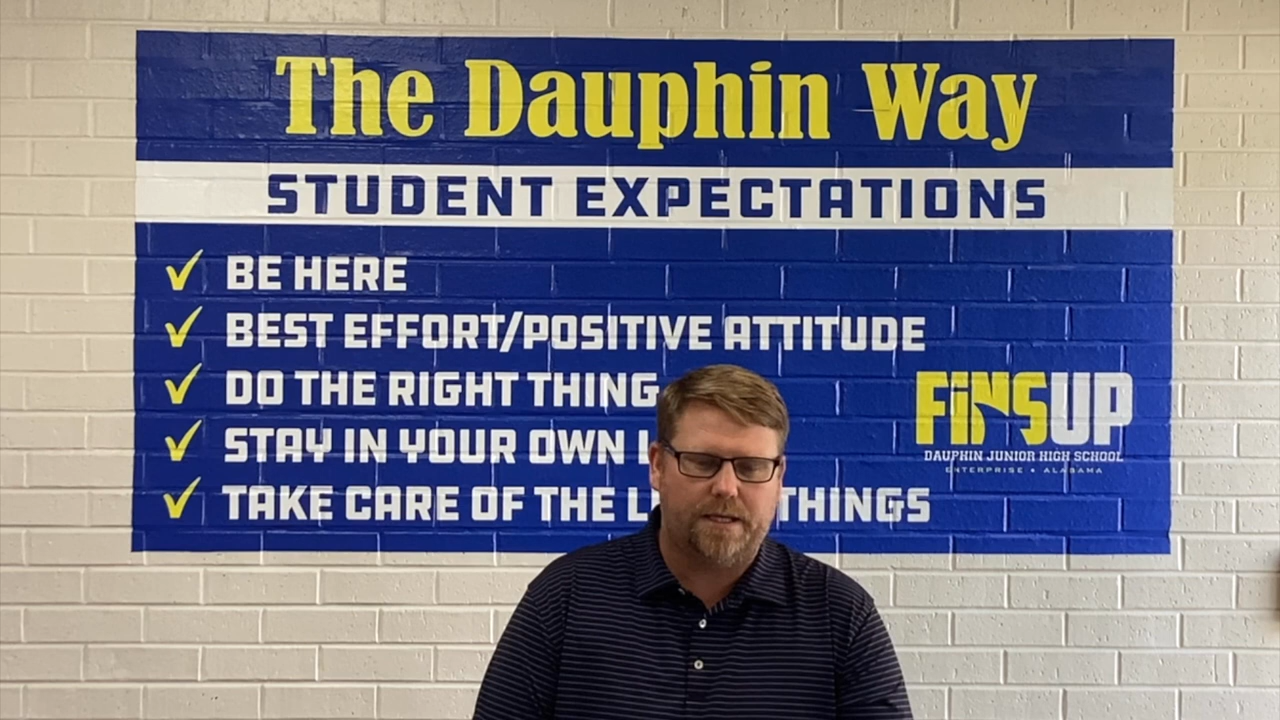 The Dauphin Way
STUDENT EXPECTATIONS
✓ BE HERE
✓ BEST EFFORT/POSITIVE ATTITUDE
✓ DO THE RIGHT THING
✓ STAY IN YOUR OWN
✓ TAKE CARE OF THE THINGS
FINSUP
DAUPHIN JUNIOR HIGH SCHOOL
ENTERPRISE • ALABAMA